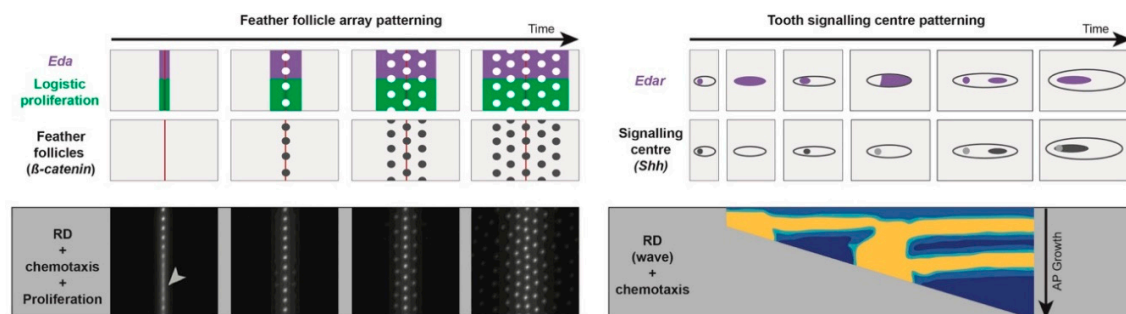 Feather follicle array patterning
Time
Eda
Logistic
proliferation
Feather
follicles
(ß-catenin)
RD
+
chemotaxis
+
Proliferation
Tooth signalling centre patterning
Time
Edar
Signalling
centre
(Shh)
RD
(wave)
+
chemotaxis
AP Growth